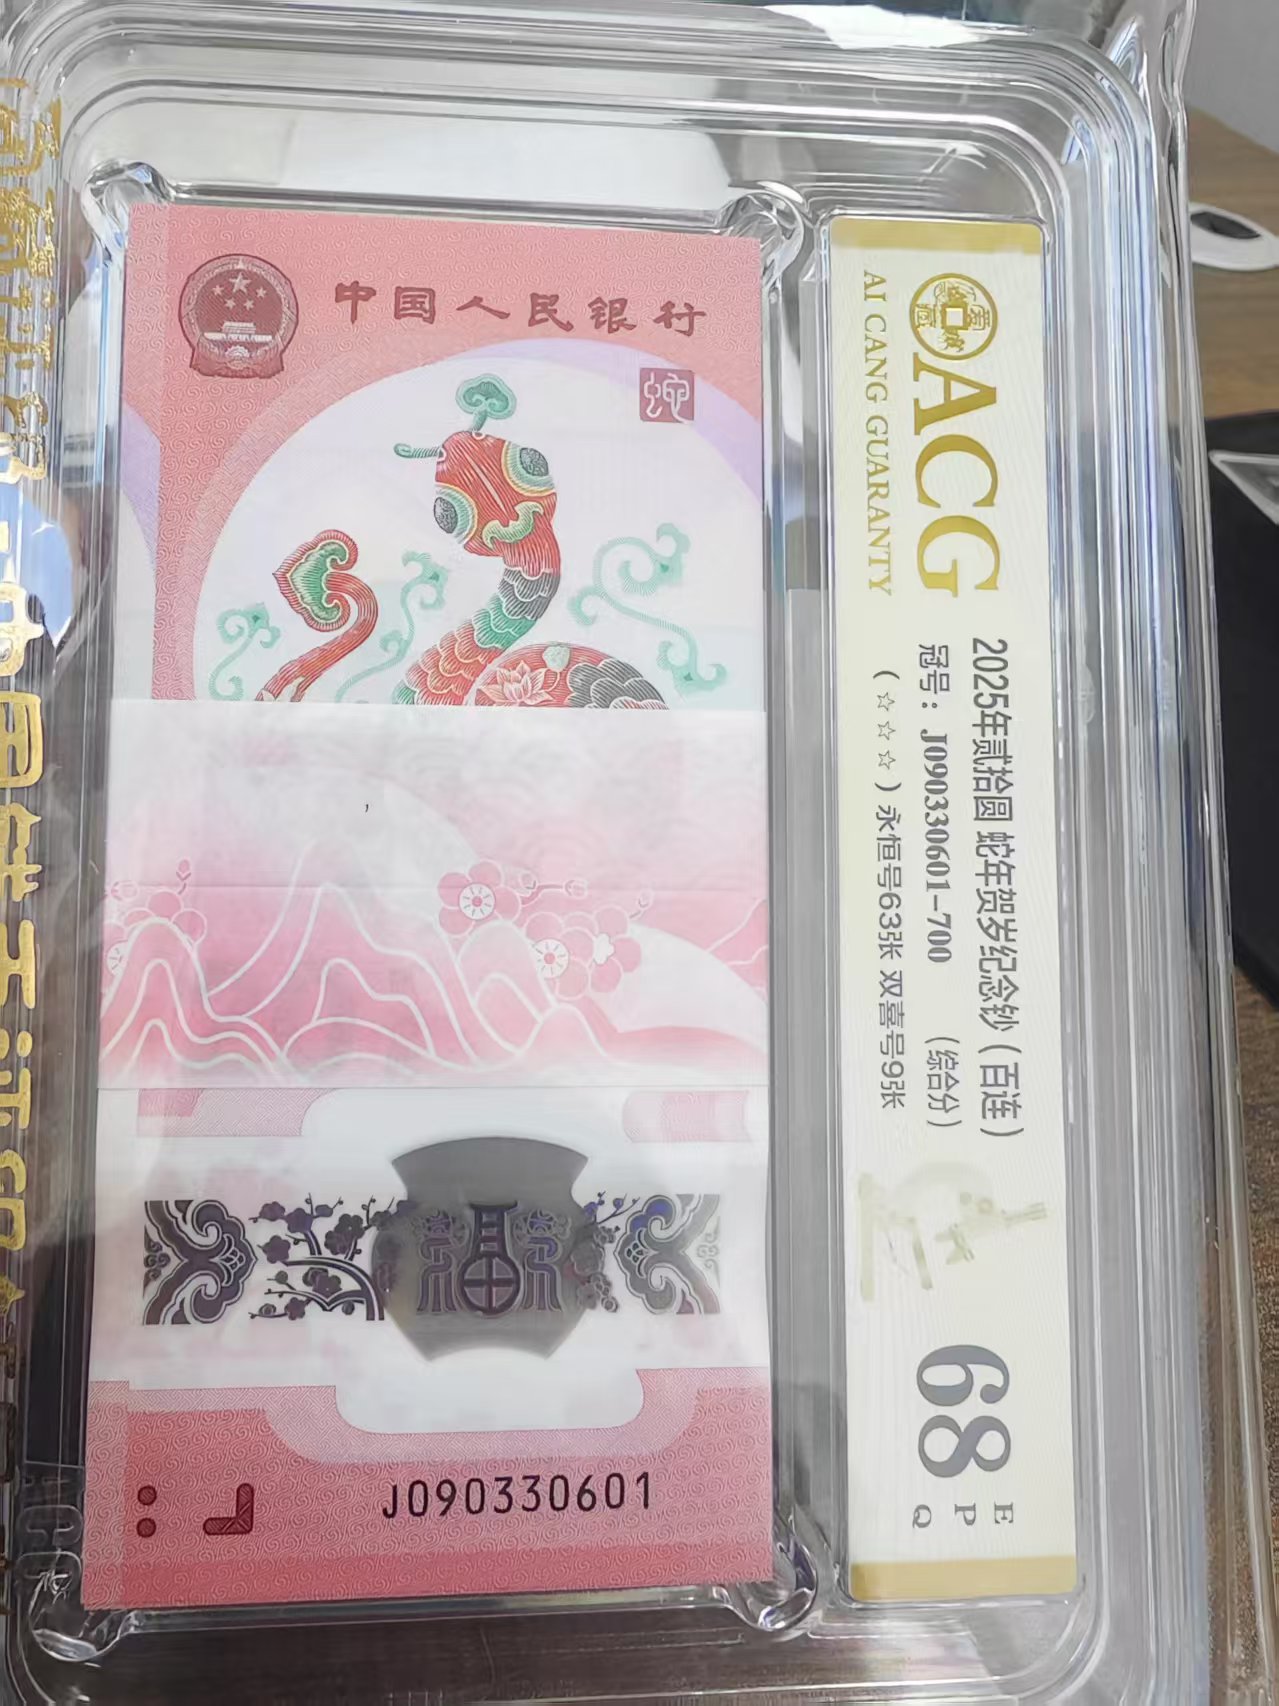 中国人民银行
蛇
福
J090330601
ACG
AI CANG GUARANTY
2025年贰拾圆 蛇年贺岁纪念钞（百连）
冠号：J090330601-700 （综合分）
（☆☆☆）永恒号63张 双喜号9张
68
E
P
Q